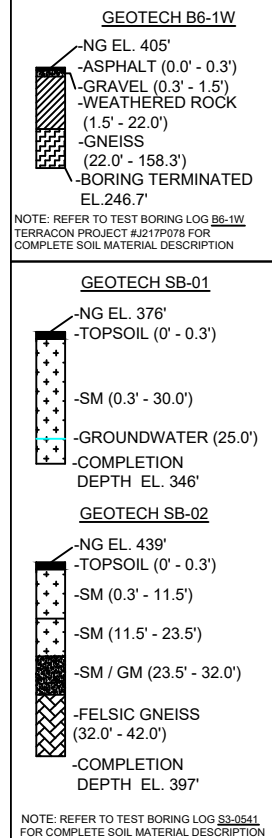 GEOTECH B6-1W
-NG EL. 405'
-ASPHALT (0.0' - 0.3')
-GRAVEL (0.3' - 1.5')
-WEATHERED ROCK
(1.5' - 22.0')
-GNEISS
(22.0' - 158.3')
-BORING TERMINATED
EL.246.7'
NOTE: REFER TO TEST BORING LOG B6-1W
TERRACON PROJECT #J217P078 FOR
COMPLETE SOIL MATERIAL DESCRIPTION
GEOTECH SB-01
-NG EL. 376'
-TOPSOIL (0' - 0.3')
-SM (0.3' - 30.0')
-GROUNDWATER (25.0')
-COMPLETION
DEPTH EL. 346'
GEOTECH SB-02
-NG EL. 439'
-TOPSOIL (0' - 0.3')
-SM (0.3' - 11.5')
-SM (11.5' - 23.5')
-SM / GM (23.5' - 32.0')
-FELSIC GNEISS
(32.0' - 42.0')
-COMPLETION
DEPTH EL. 397'
NOTE: REFER TO TEST BORING LOG S3-0541
FOR COMPLETE SOIL MATERIAL DESCRIPTION